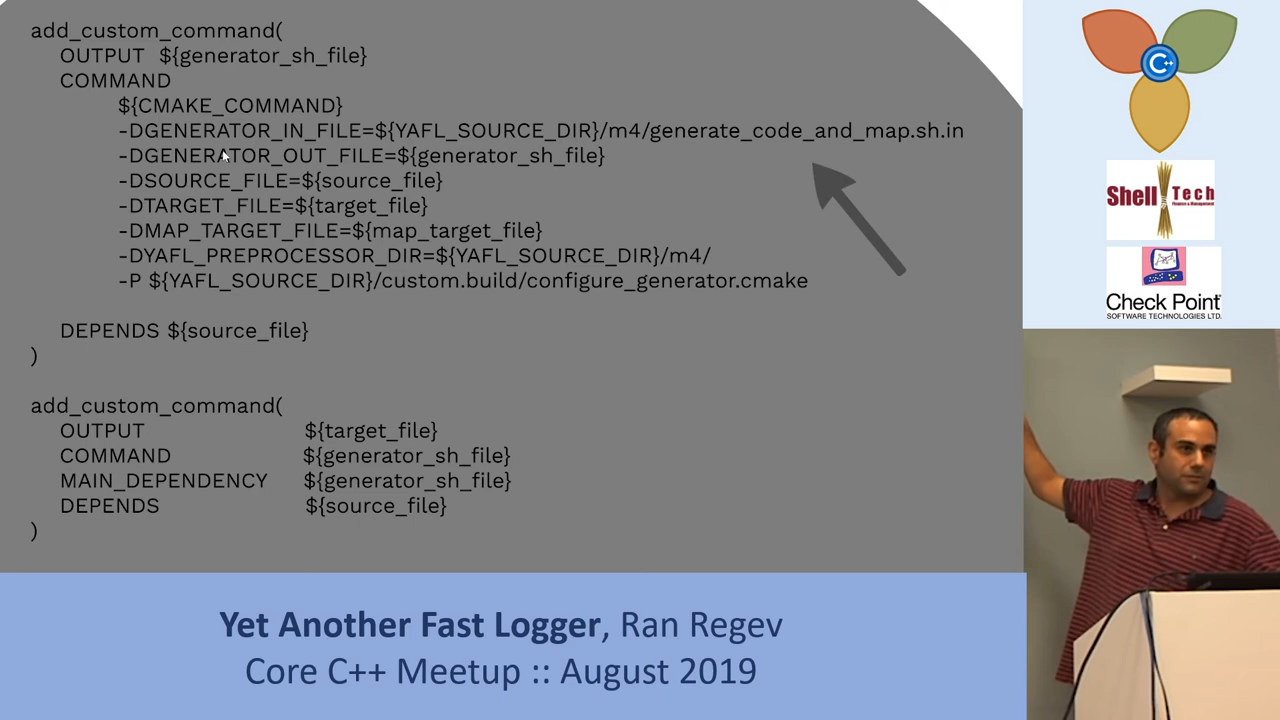 add_custom_command(
OUTPUT ${generator_sh_file}
COMMAND
${CMAKE_COMMAND}
-DGENERATOR_IN_FILE=${YAFL_SOURCE_DIR}/m4/generate_code_and_map.sh.in
-DGENERATOR_OUT_FILE=${generator_sh_file}
-DSOURCE_FILE=${source_file}
-DTARGET_FILE=${target_file}
-DMAP_TARGET_FILE=${map_target_file}
-DYAFL_PREPROCESSOR_DIR=${YAFL_SOURCE_DIR}/m4/
-P ${YAFL_SOURCE_DIR}/custom.build/configure_generator.cmake
DEPENDS ${source_file}
)
add_custom_command(
OUTPUT ${target_file}
COMMAND ${generator_sh_file}
MAIN_DEPENDENCY ${generator_sh_file}
DEPENDS ${source_file}
)
Yet Another Fast Logger, Ran Regev
Core C++ Meetup :: August 2019
C++
Shell Tech
Finance & Management
Check Point
SOFTWARE TECHNOLOGIES LTD.